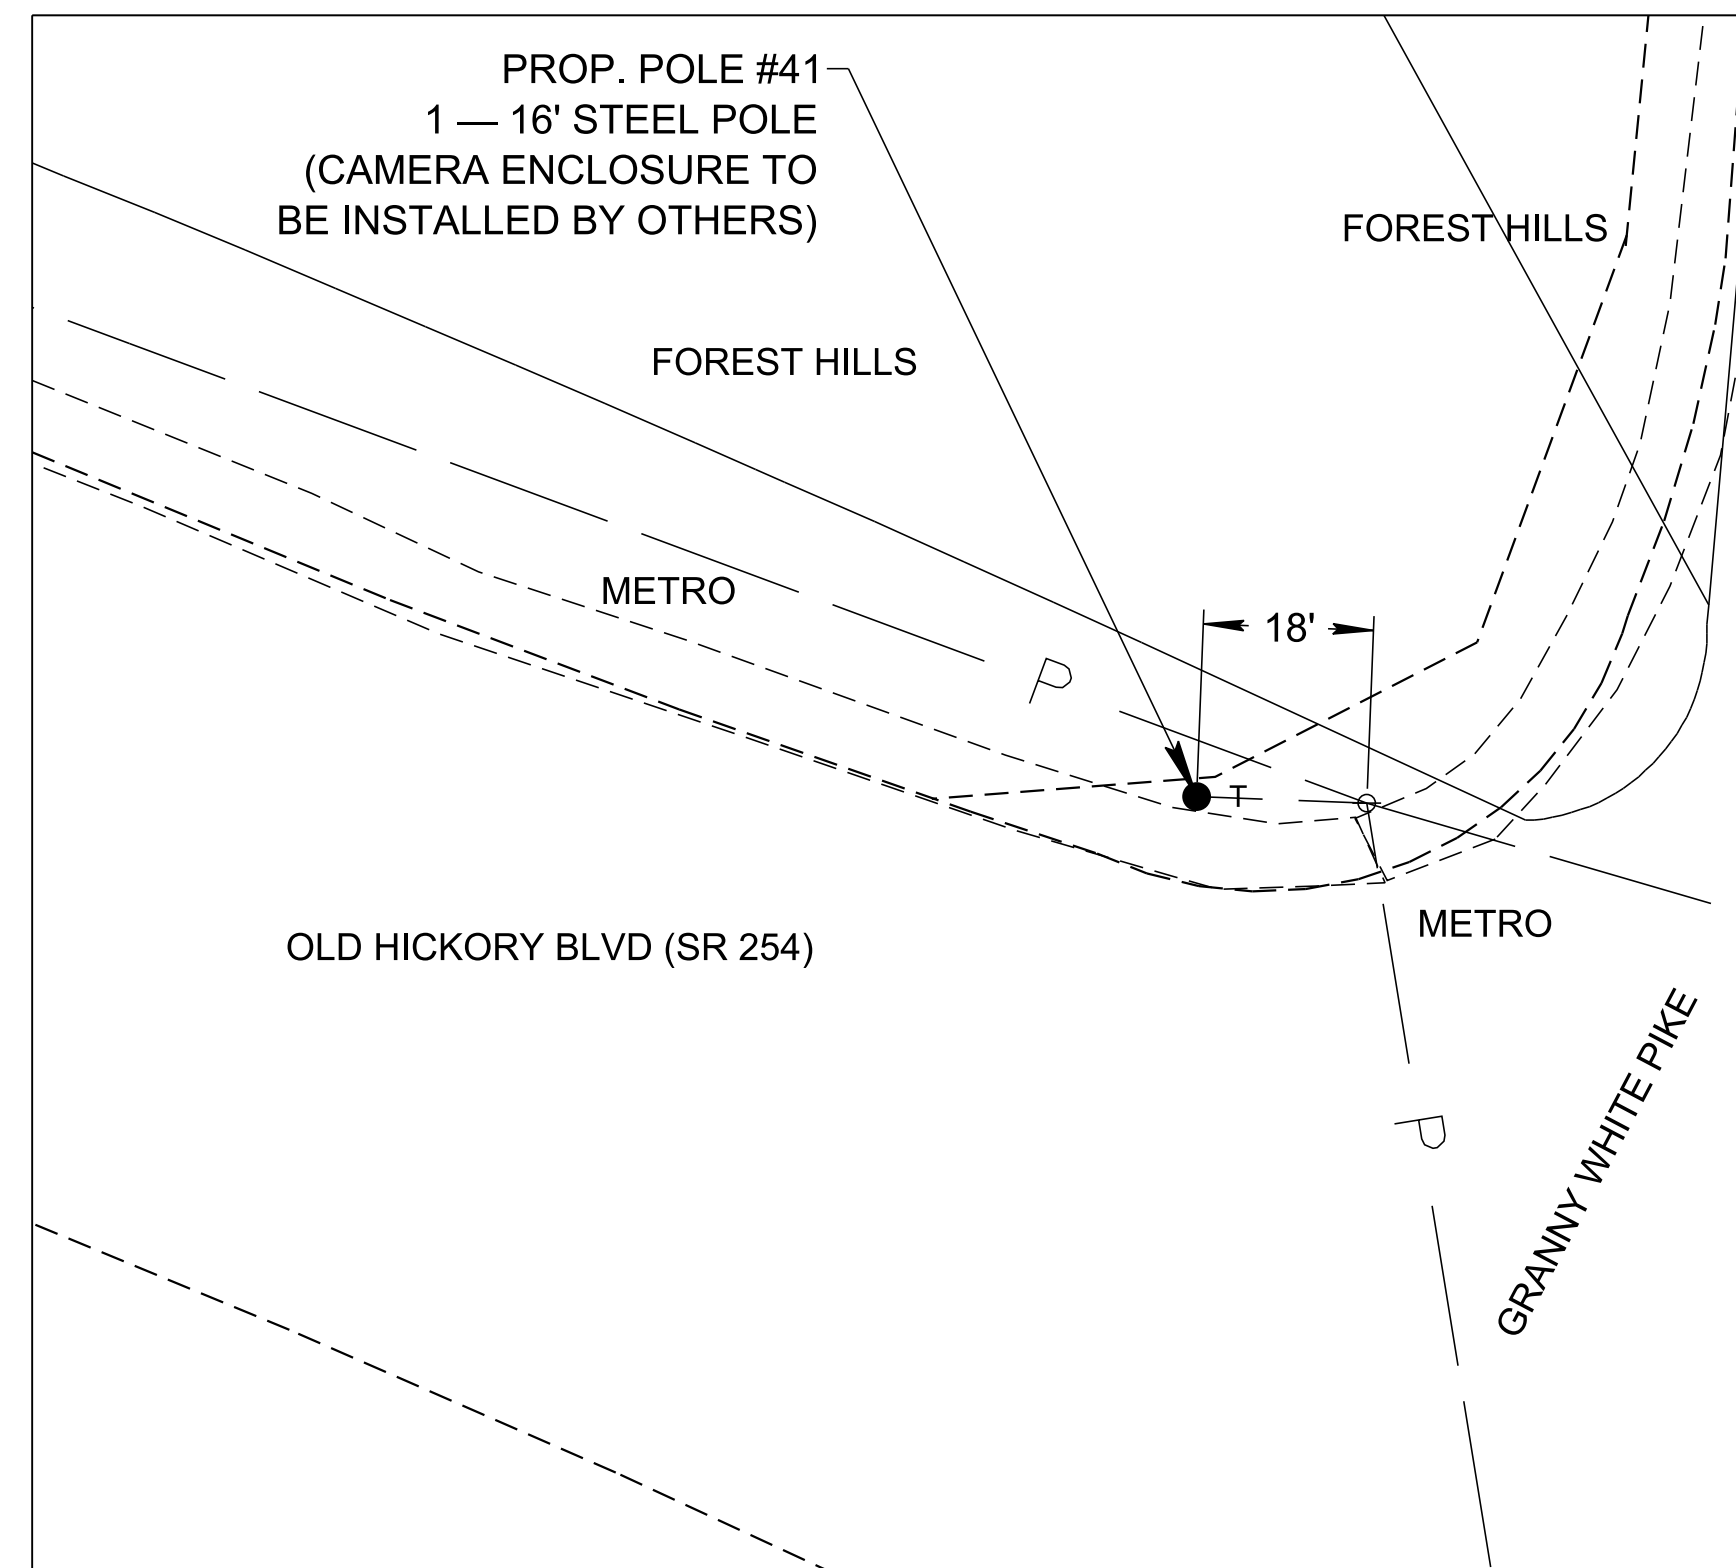 PROP. POLE #41
1 — 16' STEEL POLE
(CAMERA ENCLOSURE TO
BE INSTALLED BY OTHERS)
FOREST HILLS
FOREST HILLS
METRO
18'
P
T
METRO
OLD HICKORY BLVD (SR 254)
P
GRANNY WHITE PIKE